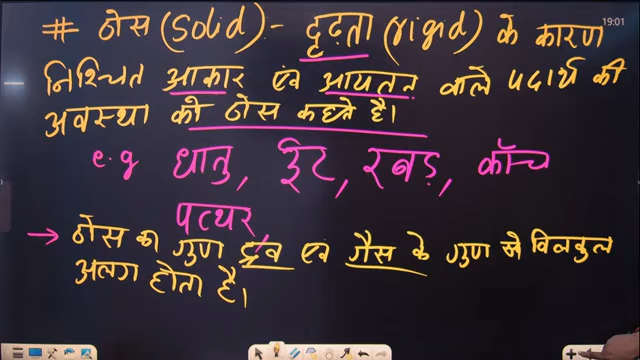 19:01
# ठोस (Solid) - दृढ़ता (rigid) के कारण
निश्चित आकार एवं आयतन वाले पदार्थ की
अवस्था को ठोस कहते है।
e.g धातु, ईंट, रबड़, काँच
पत्थर
→ ठोस का गुण द्रव एवं गैस के गुण से बिलकुल
अलग होता है।